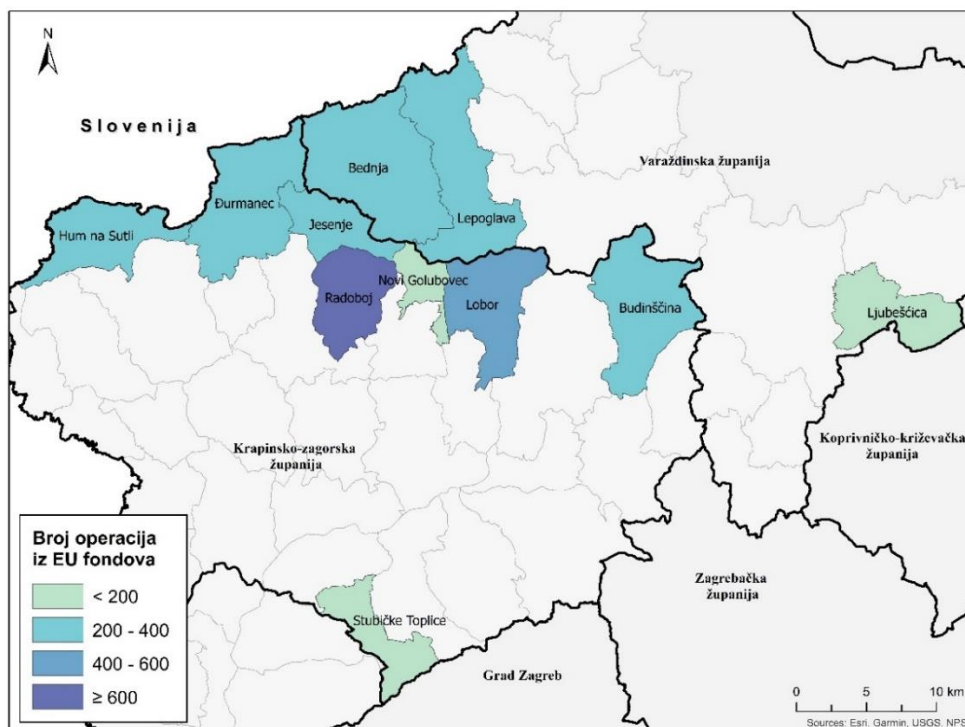 N
Slovenija
Varaždinska županija
Bednja
Đurmanec
Lepoglava
Jesenje
Hum na Sutli
Novi Golubovec
Radoboj
Lobor
Budinščina
Ljubešćica
Krapinsko-zagorska
županija
Koprivničko-križevačka
županija
Broj operacija
iz EU fondova
< 200
200 - 400
400 - 600
≥ 600
Zagrebačka
županija
Stubičke Toplice
Grad Zagreb
0 5 10 km
Sources: Esri, Garmin, USGS, NPS